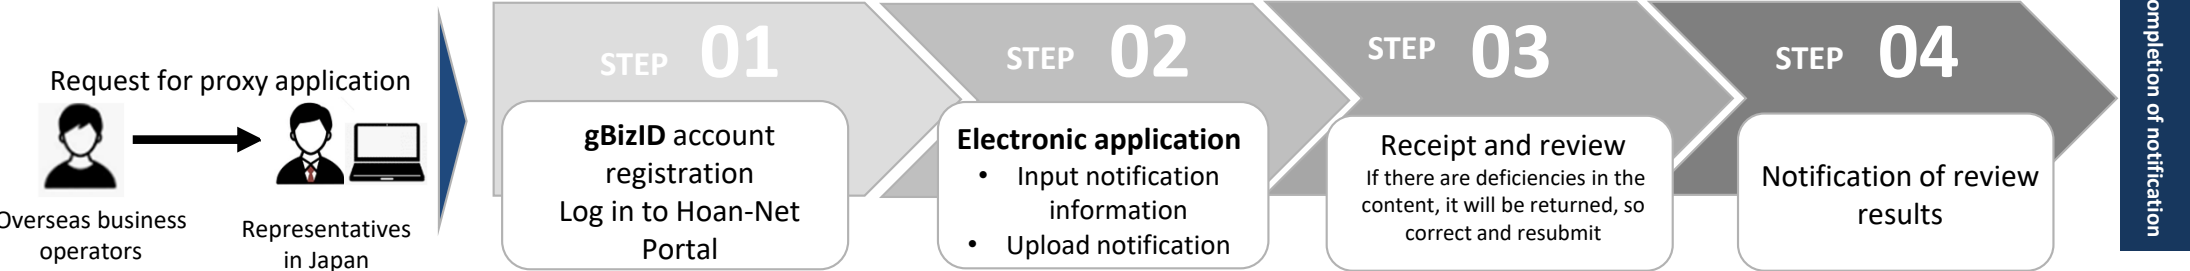 Request for proxy application
Overseas business
operators
Representatives
in Japan
STEP 01
gBizID account
registration
Log in to Hoan-Net
Portal
STEP 02
Electronic application
• Input notification
information
• Upload notification
STEP 03
Receipt and review
If there are deficiencies in the
content, it will be returned, so
correct and resubmit
STEP 04
Notification of review
results
ompletion of notification